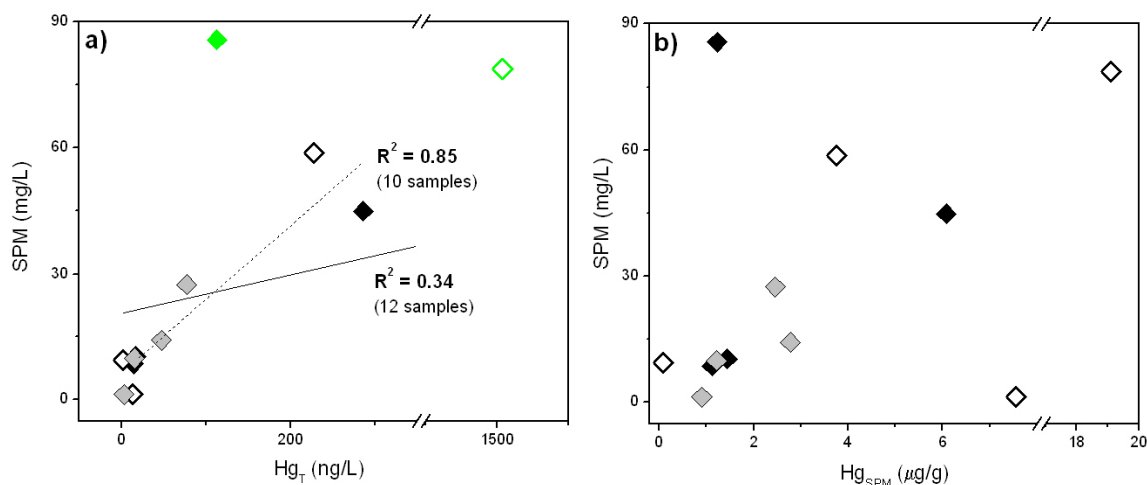 a)
90
60
30
0
SPM (mg/L)
R² = 0.85
(10 samples)
R² = 0.34
(12 samples)
0
200
1500
Hg_T (ng/L)
b)
90
60
30
0
SPM (mg/L)
0
2
4
6
18
20
Hg_SPM (µg/g)